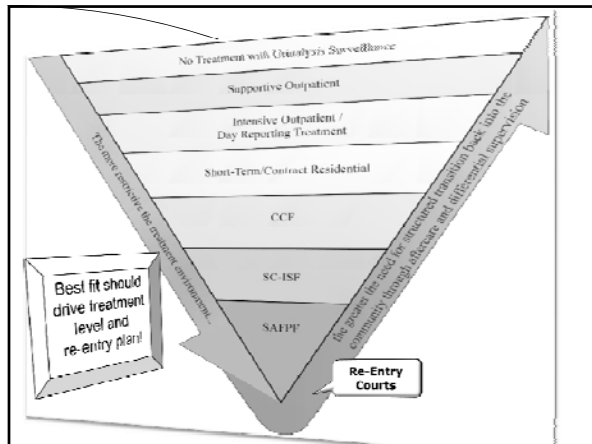 No Treatment with Urinalysis Surveillance
Supportive Outpatient
Intensive Outpatient /
Day Reporting Treatment
Short-Term/Contract Residential
CCF
SC-ISF
SAFPF
The more restrictive the treatment environment,
the greater the need for structured transition back into the
community through aftercare and differential supervision
Best fit should
drive treatment
level and
re-entry plan!
Re-Entry
Courts